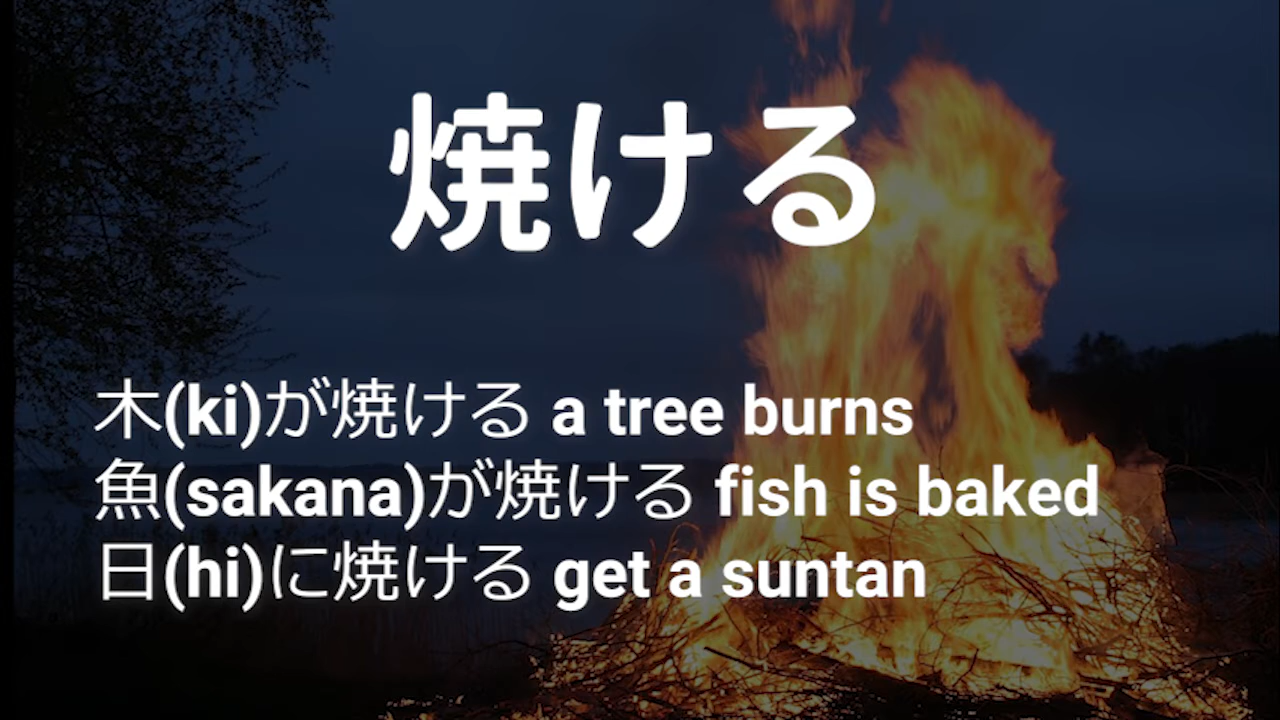 焼ける
木(ki)が焼ける a tree burns
魚(sakana)が焼ける fish is baked
日(hi)に焼ける get a suntan